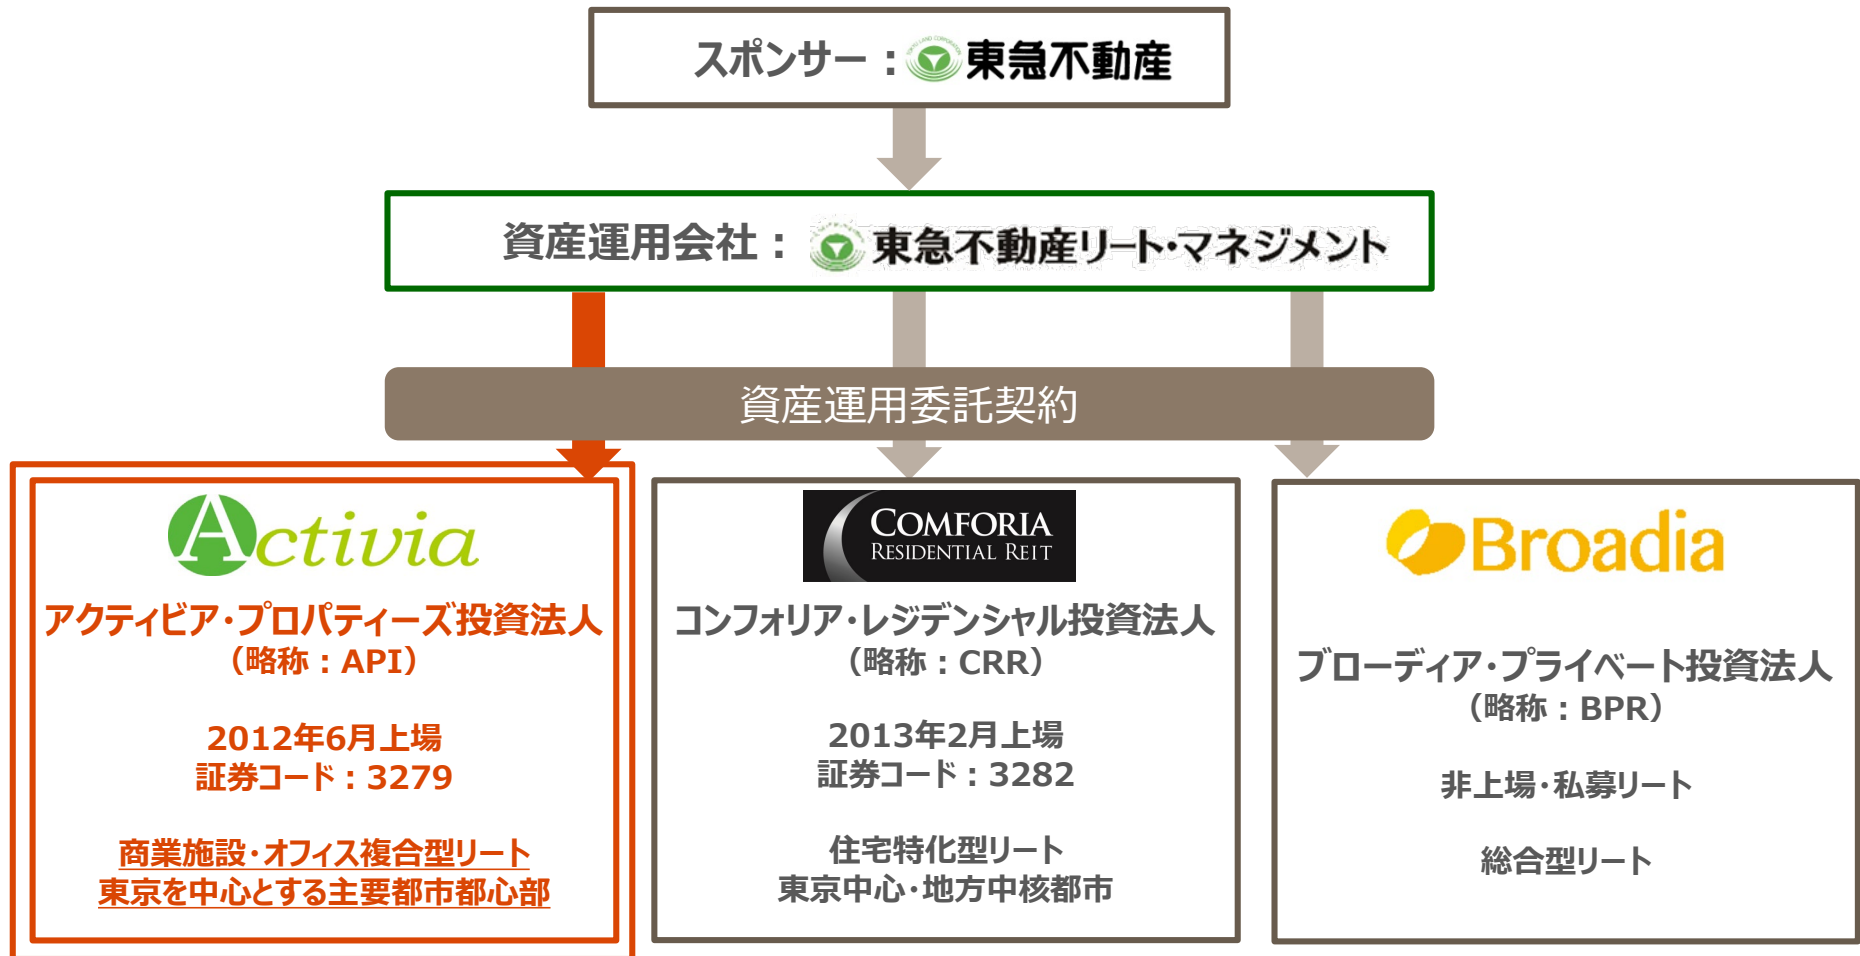 スポンサー：東急不動産
資産運用会社：東急不動産リート・マネジメント
資産運用委託契約
Activia
アクティビア・プロパティーズ投資法人
（略称：API）
2012年6月上場
証券コード：3279
商業施設・オフィス複合型リート
東京を中心とする主要都市都心部
COMFORIA
RESIDENTIAL REIT
コンフォリア・レジデンシャル投資法人
（略称：CRR）
2013年2月上場
証券コード：3282
住宅特化型リート
東京中心・地方中核都市
Broadia
ブローディア・プライベート投資法人
（略称：BPR）
非上場・私募リート
総合型リート